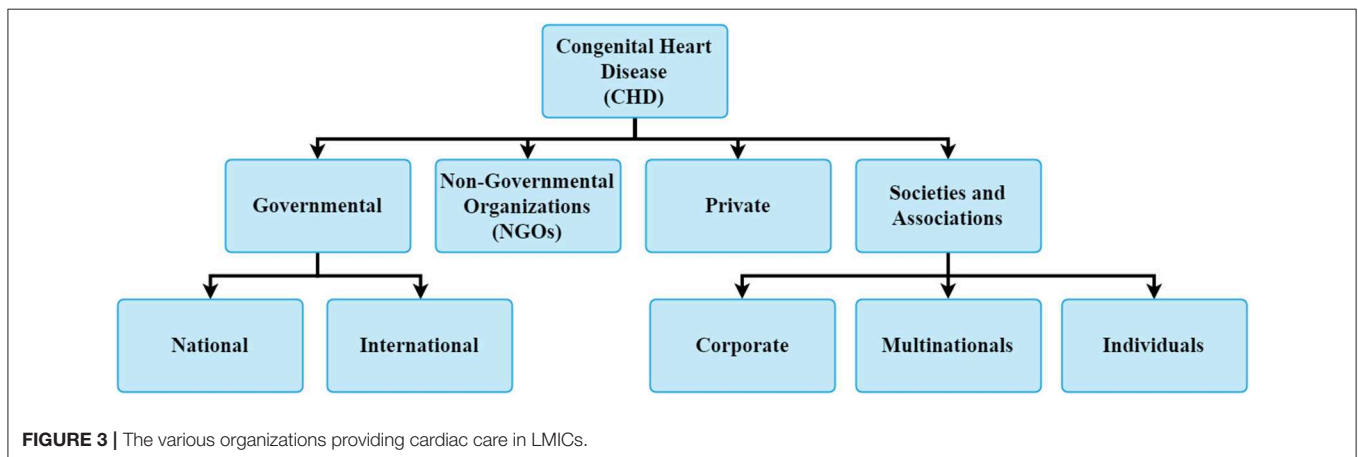 Congenital Heart
Disease
(CHD)
Governmental
Non-Governmental
Organizations
(NGOs)
Private
Societies and
Associations
National
International
Corporate
Multinationals
Individuals
FIGURE 3 | The various organizations providing cardiac care in LMICs.